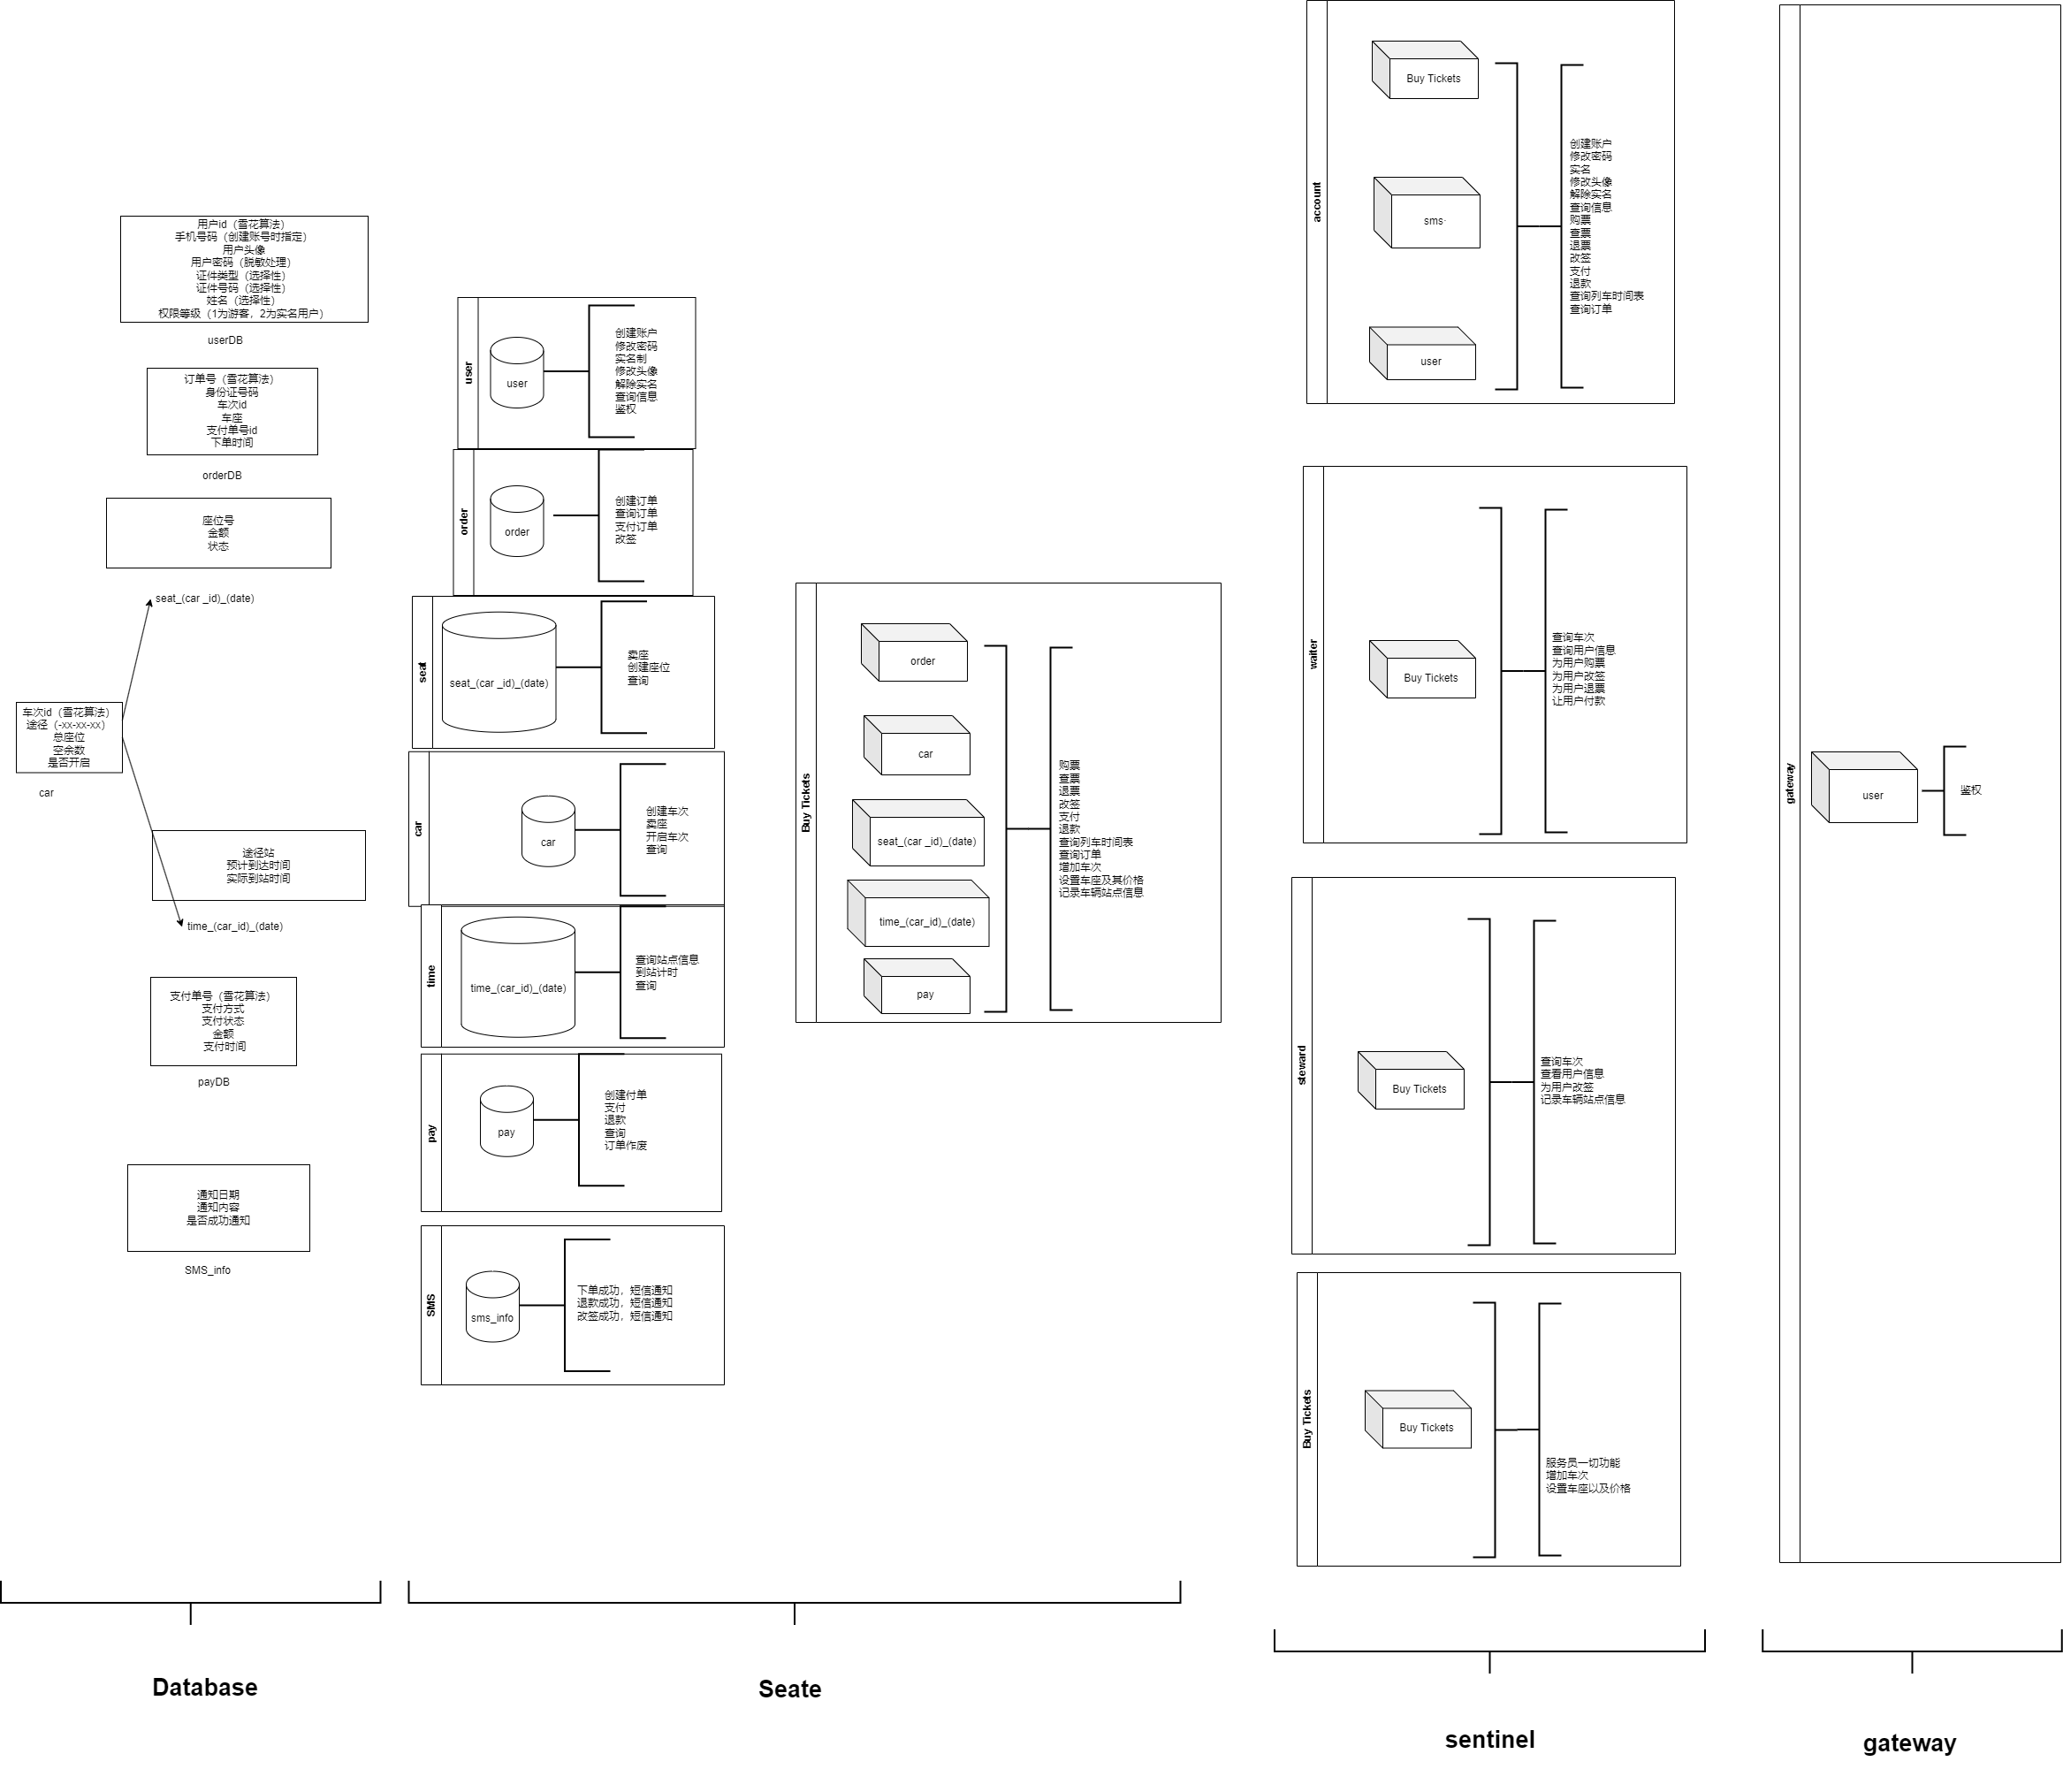 用户id（雪花算法）
手机号码（创建账号时指定）
用户头像
用户密码（脱敏处理）
证件类型（选择性）
证件号码（选择性）
姓名（选择性）
权限等级（1为游客，2为实名用户）
userDB
订单号（雪花算法）
身份证号码
车次id
车座
支付单号id
下单时间
orderDB
座位号
金额
状态
seat_(car _id)_(date)
车次id（雪花算法）
途径（-xx-xx-xx）
总座位
空余数
是否开启
car
途径站
预计到达时间
实际到站时间
time_(car_id)_(date)
支付单号（雪花算法）
支付方式
支付状态
金额
支付时间
payDB
通知日期
通知内容
是否成功通知
SMS_info
Database
user
user
创建账户
修改密码
实名制
修改头像
解除实名
查询信息
鉴权
order
order
创建订单
查询订单
支付订单
改签
seat
seat_(car _id)_(date)
卖座
创建座位
查询
car
car
创建车次
卖座
开启车次
查询
time
time_(car_id)_(date)
查询站点信息
到站计时
查询
pay
pay
创建付单
支付
退款
查询
订单作废
SMS
sms_info
下单成功，短信通知
退款成功，短信通知
改签成功，短信通知
Buy Tickets
order
car
seat_(car _id)_(date)
time_(car_id)_(date)
pay
购票
查票
退票
改签
支付
退款
查询列车时间表
查询订单
增加车次
设置车座及其价格
记录车辆站点信息
Seate
account
Buy Tickets
sms·
user
创建账户
修改密码
实名
修改头像
解除实名
查询信息
购票
查票
退票
改签
支付
退款
查询列车时间表
查询订单
waiter
Buy Tickets
查询车次
查询用户信息
为用户购票
为用户改签
为用户退票
让用户付款
steward
Buy Tickets
查询车次
查看用户信息
为用户改签
记录车辆站点信息
Buy Tickets
Buy Tickets
服务员一切功能
增加车次
设置车座以及价格
sentinel
gateway
user
鉴权
gateway